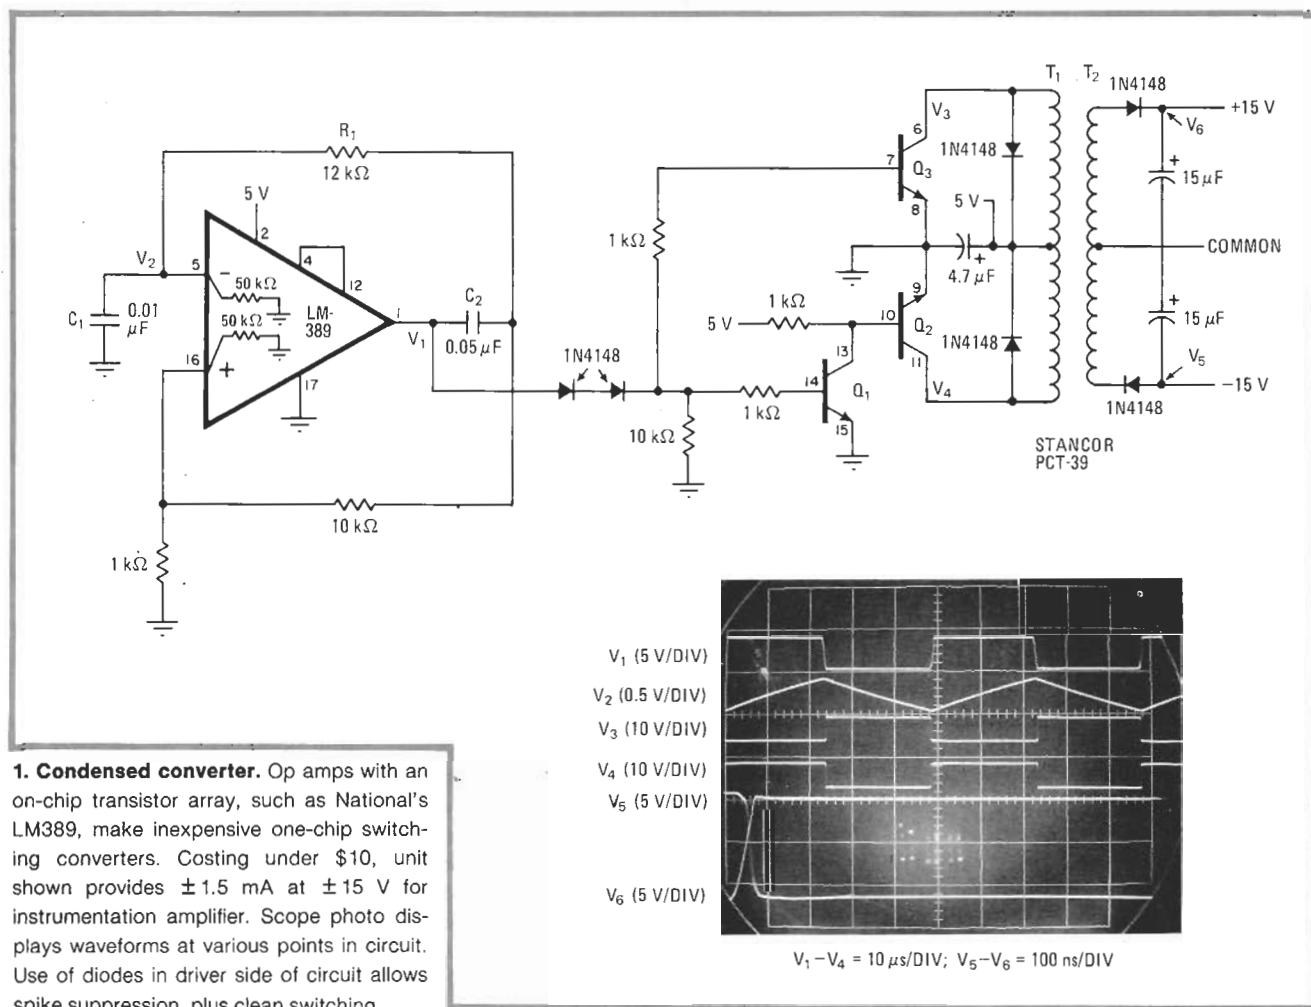 R1
12 kΩ
5 V
2
4
12
V2
5
−
50 kΩ
50 kΩ
LM-
389
C1
0.01
μF
16
+
17
1
V1
C2
0.05 μF
10 kΩ
1 kΩ
1N4148
1 kΩ
10 kΩ
1 kΩ
5 V
1 kΩ
13
14
Q1
15
V3
6
7
Q3
8
5 V
4.7 μF
+
9
10
Q2
11
V4
1N4148
1N4148
T1
T2
1N4148
+15 V
V6
+
15 μF
COMMON
+
15 μF
V5
−15 V
1N4148
STANCOR
PCT-39
V1 (5 V/DIV)
V2 (0.5 V/DIV)
V3 (10 V/DIV)
V4 (10 V/DIV)
V5 (5 V/DIV)
V6 (5 V/DIV)
V1−V4 = 10 μs/DIV; V5−V6 = 100 ns/DIV
1. Condensed converter. Op amps with an
on-chip transistor array, such as National's
LM389, make inexpensive one-chip switch-
ing converters. Costing under $10, unit
shown provides ±1.5 mA at ±15 V for
instrumentation amplifier. Scope photo dis-
plays waveforms at various points in circuit.
Use of diodes in driver side of circuit allows
spike suppression, plus clean switching.